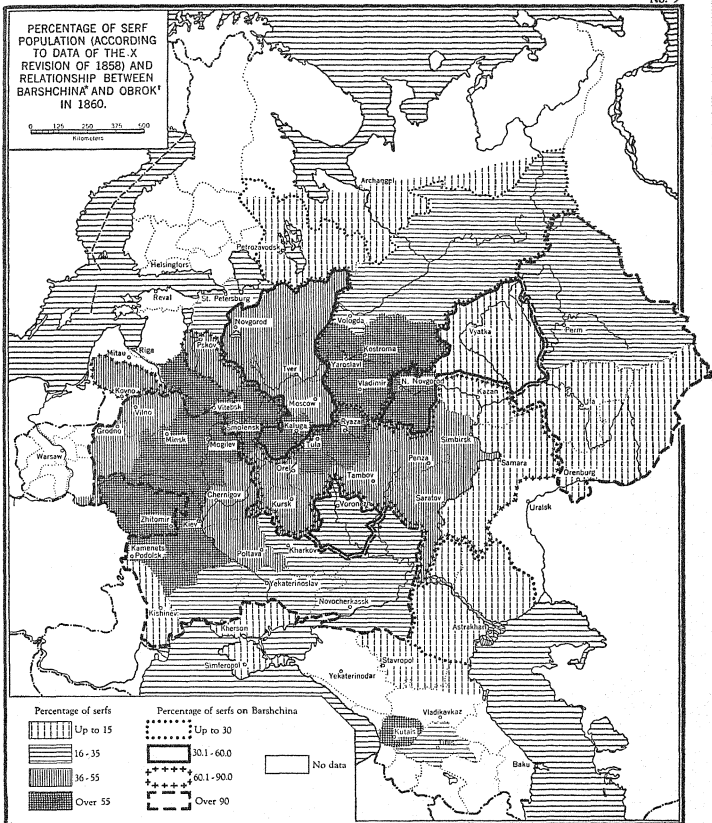 No. 9
PERCENTAGE OF SERF
POPULATION (ACCORDING
TO DATA OF THE X
REVISION OF 1858) AND
RELATIONSHIP BETWEEN
BARSHCHINA* AND OBROK†
IN 1860.
0 125 250 375 500
Kilometers
Archangel
Petrozavodsk
Helsingfors
Reval
St. Petersburg
Novgorod
Vologda
Vyatka
Perm
Pskov
Kostroma
Yaroslavl
Mitau
Riga
Tver
Vladimir
N. Novgorod
Kovno
Vitebsk
Moscow
Kazan
Ufa
Vilno
Smolensk
Kaluga
Ryazan
Grodno
Minsk
Mogilev
Tula
Simbirsk
Warsaw
Orel
Penza
Samara
Tambov
Orenburg
Chernigov
Kursk
Voronezh
Saratov
Uralsk
Zhitomir
Kiev
Kharkov
Kamenets
Podolsk
Poltava
Yekaterinoslav
Novocherkassk
Kishinev
Kherson
Astrakhan
Simferopol
Stavropol
Yekaterinodar
Vladikavkaz
Kutais
Tiflis
Baku
Percentage of serfs
Up to 15
16 - 35
36 - 55
Over 55
Percentage of serfs on Barshchina
Up to 30
30.1 - 60.0
60.1 - 90.0
Over 90
No data